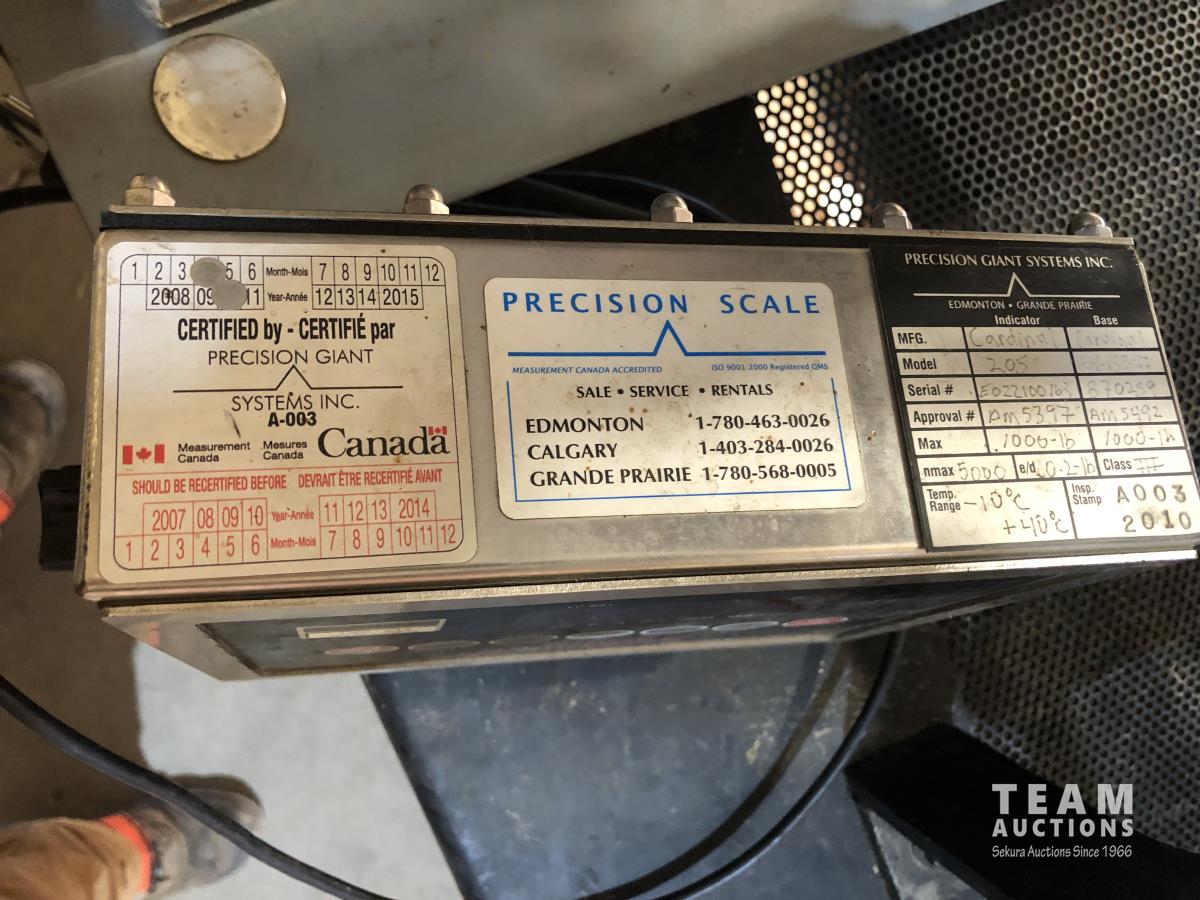 1 2 3 5 6 Month-Mois 7 8 9 10 11 12
2008 09 11 Year-Année 12 13 14 2015
CERTIFIED by - CERTIFIÉ par
PRECISION GIANT
SYSTEMS INC.
A-003
Measurement Canada
Mesures Canada
Canada
SHOULD BE RECERTIFIED BEFORE DEVRAIT ÊTRE RECERTIFIÉ AVANT
2007 08 09 10 Year-Année 11 12 13 2014
1 2 3 4 5 6 Month-Mois 7 8 9 10 11 12
PRECISION SCALE
MEASUREMENT CANADA ACCREDITED ISO 9001:2000 Registered QMS
SALE • SERVICE • RENTALS
EDMONTON 1-780-463-0026
CALGARY 1-403-284-0026
GRANDE PRAIRIE 1-780-568-0005
PRECISION GIANT SYSTEMS INC.
EDMONTON • GRANDE PRAIRIE
Indicator Base
MFG. Cardinal Cardinal
Model 205
Serial # E022100263 870259
Approval # Am5397 Am5492
Max 1000-lb 1000-lb
nmax 5000 e/d 0.2-lb Class III
Temp. Range -10°C +40°C
Insp. Stamp A003 2010
TEAM
AUCTIONS
Sekura Auctions Since 1966